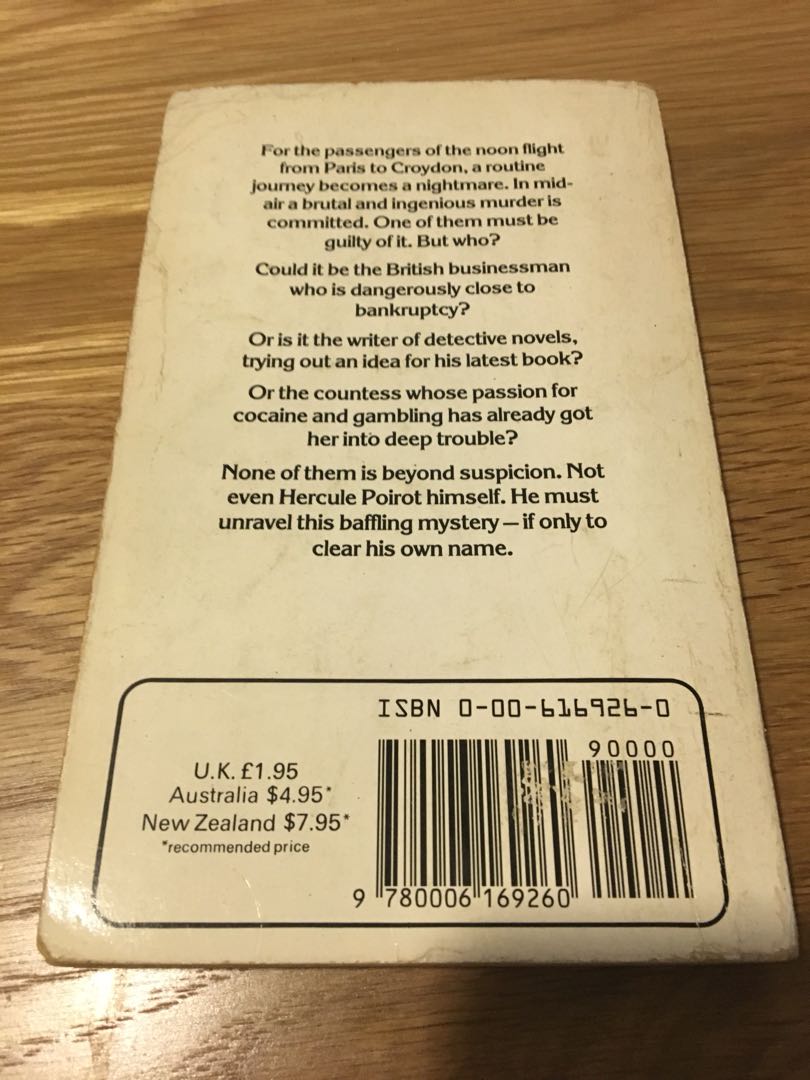 For the passengers of the noon flight
from Paris to Croydon, a routine
journey becomes a nightmare. In mid-
air a brutal and ingenious murder is
committed. One of them must be
guilty of it. But who?
Could it be the British businessman
who is dangerously close to
bankruptcy?
Or is it the writer of detective novels,
trying out an idea for his latest book?
Or the countess whose passion for
cocaine and gambling has already got
her into deep trouble?
None of them is beyond suspicion. Not
even Hercule Poirot himself. He must
unravel this baffling mystery—if only to
clear his own name.
ISBN 0-00-616926-0
90000
U.K. £1.95
Australia $4.95*
New Zealand $7.95*
*recommended price
9 780006 169260